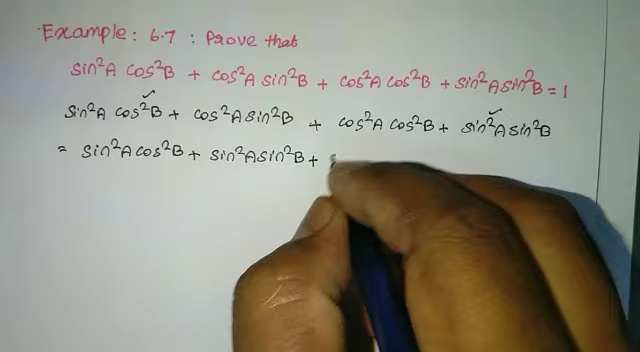 Example: 6.7 : Prove that
sin²A cos²B + cos²A sin²B + cos²A cos²B + sin²A sin²B = 1
sin²A cos²B + cos²A sin²B + cos²A cos²B + sin²A sin²B
= sin²A cos²B + sin²A sin²B +